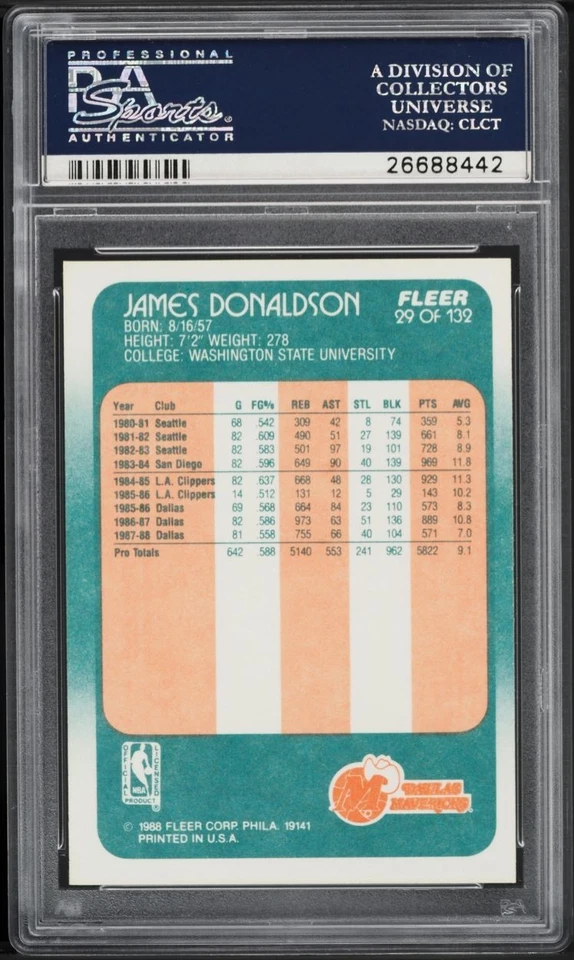 PROFESSIONAL
PSA
Sports
AUTHENTICATOR
A DIVISION OF
COLLECTORS
UNIVERSE
NASDAQ: CLCT
26688442
JAMES DONALDSON
FLEER
29 OF 132
BORN: 8/16/57
HEIGHT: 7'2" WEIGHT: 278
COLLEGE: WASHINGTON STATE UNIVERSITY
Year Club G FG% REB AST STL BLK PTS AVG
1980-81 Seattle 68 .542 309 42 8 74 359 5.3
1981-82 Seattle 82 .609 490 51 27 139 661 8.1
1982-83 Seattle 82 .583 501 97 19 101 728 8.9
1983-84 San Diego 82 .596 649 90 40 139 969 11.8
1984-85 L.A. Clippers 82 .637 668 48 28 130 929 11.3
1985-86 L.A. Clippers 14 .512 131 12 5 29 143 10.2
1985-86 Dallas 69 .568 664 84 23 110 573 8.3
1986-87 Dallas 82 .586 973 63 51 136 889 10.8
1987-88 Dallas 81 .558 755 66 40 104 571 7.0
Pro Totals 642 .588 5140 553 241 962 5822 9.1
OFFICIAL LICENSED
NBA
PRODUCT
®
M
DALLAS
MAVERICKS
© 1988 FLEER CORP. PHILA. 19141
PRINTED IN U.S.A.